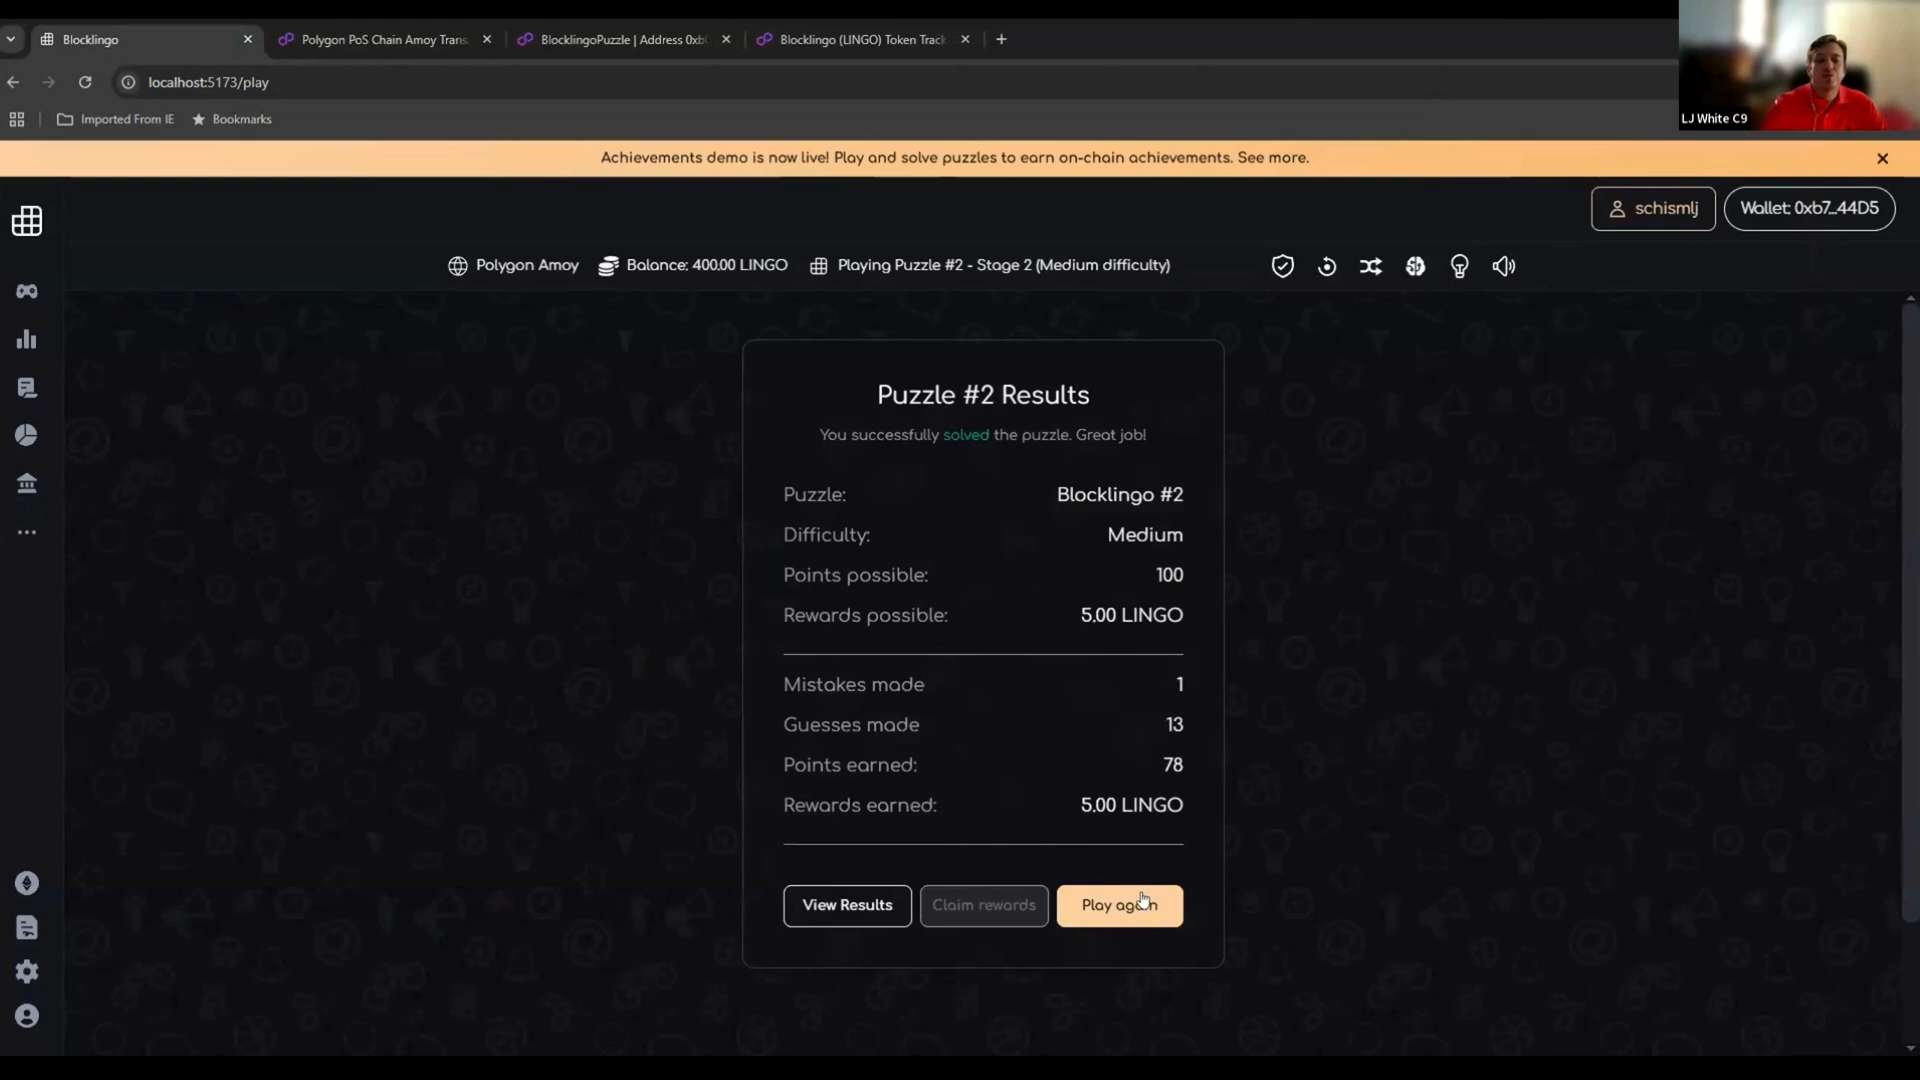 Blocklingo
Polygon PoS Chain Amoy Trans
BlocklingoPuzzle | Address 0xb
Blocklingo (LINGO) Token Track
localhost:5173/play
Imported From IE
Bookmarks
LJ White C9
Achievements demo is now live! Play and solve puzzles to earn on-chain achievements. See more.
schismlj
Wallet: 0xb7...44D5
Polygon Amoy
Balance: 400.00 LINGO
Playing Puzzle #2 - Stage 2 (Medium difficulty)
Puzzle #2 Results
You successfully solved the puzzle. Great job!
Puzzle: Blocklingo #2
Difficulty: Medium
Points possible: 100
Rewards possible: 5.00 LINGO
Mistakes made 1
Guesses made 13
Points earned: 78
Rewards earned: 5.00 LINGO
View Results
Claim rewards
Play again